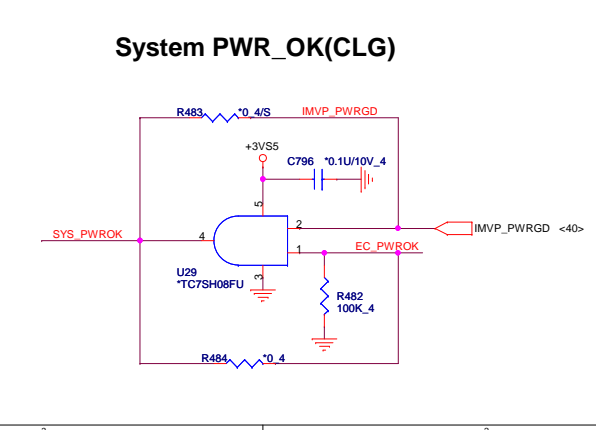 System PWR_OK(CLG)
R483 *0_4/S IMVP_PWRGD
+3VS5
C796 *0.1U/10V_4
5
2
IMVP_PWRGD <40>
SYS_PWROK 4
1 EC_PWROK
U29
*TC7SH08FU
3
R482
100K_4
R484 *0_4